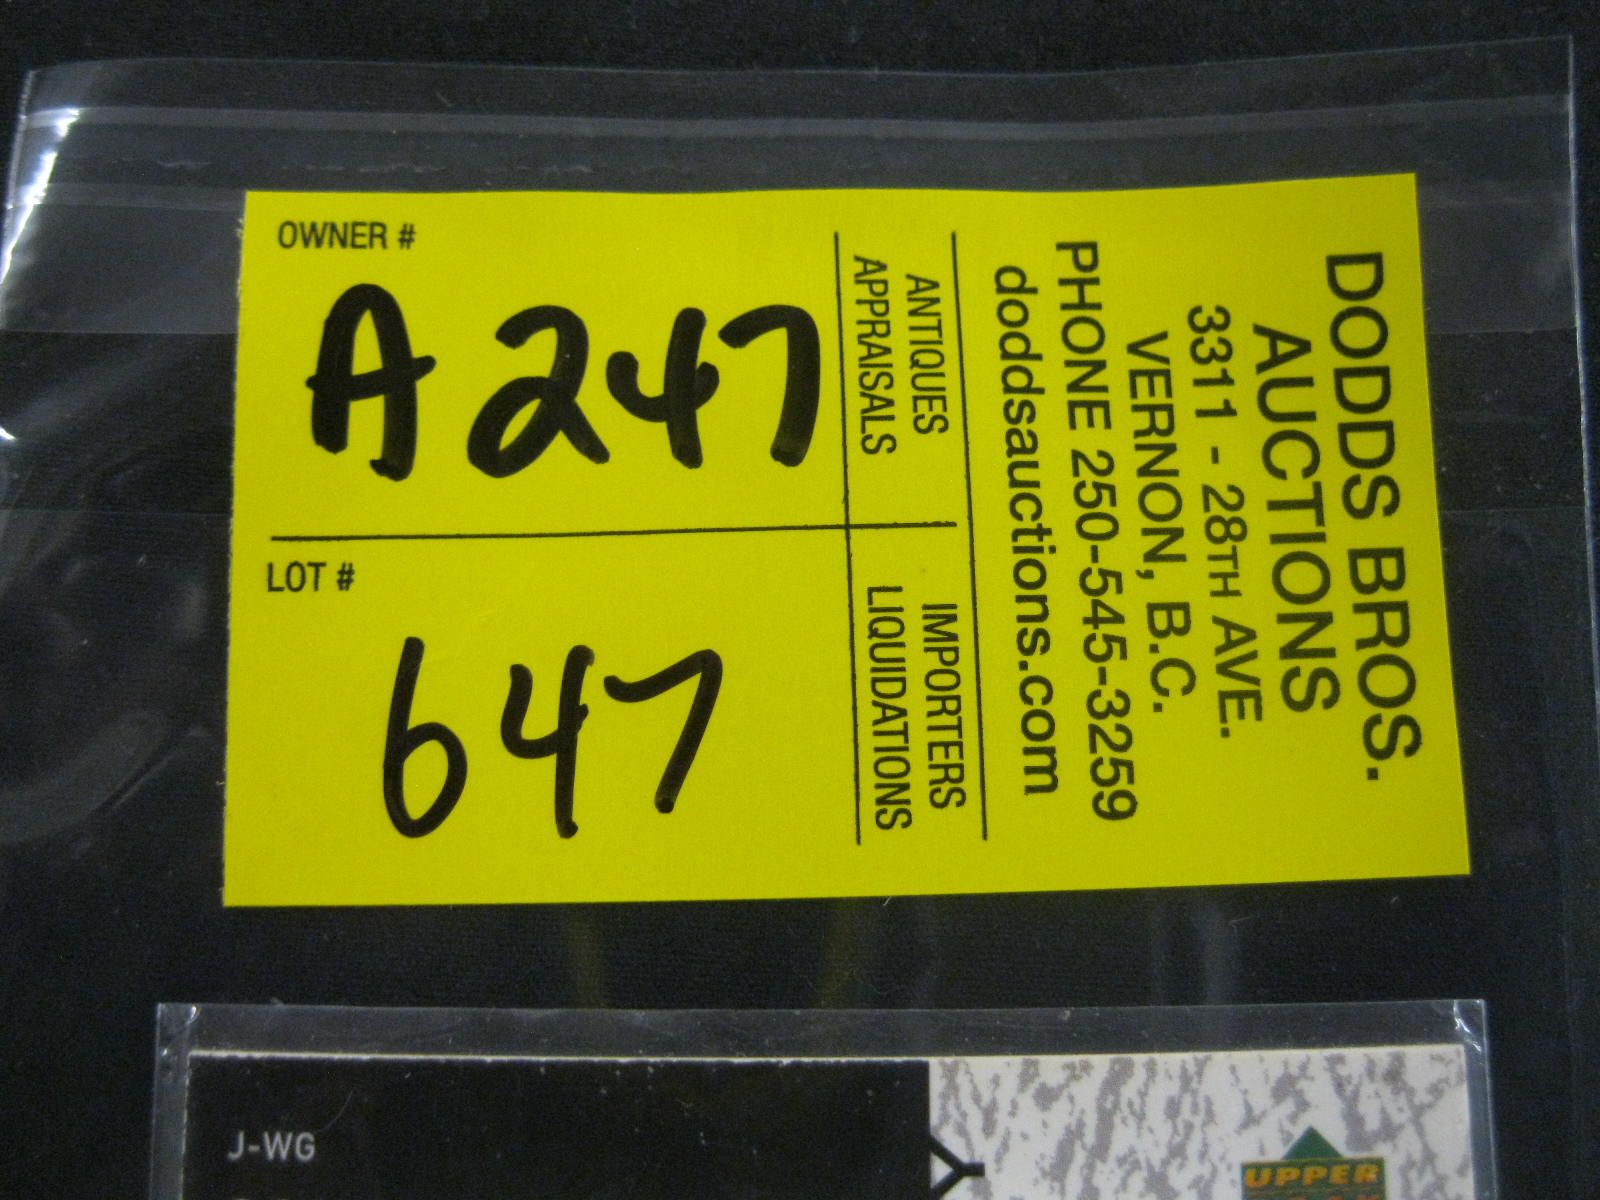 OWNER #
A 247
LOT #
647
ANTIQUES
APPRAISALS
IMPORTERS
LIQUIDATIONS
DODDS BROS.
AUCTIONS
3311 - 28TH AVE.
VERNON, B.C.
PHONE 250-545-3259
doddsauctions.com
J-WG
UPPER